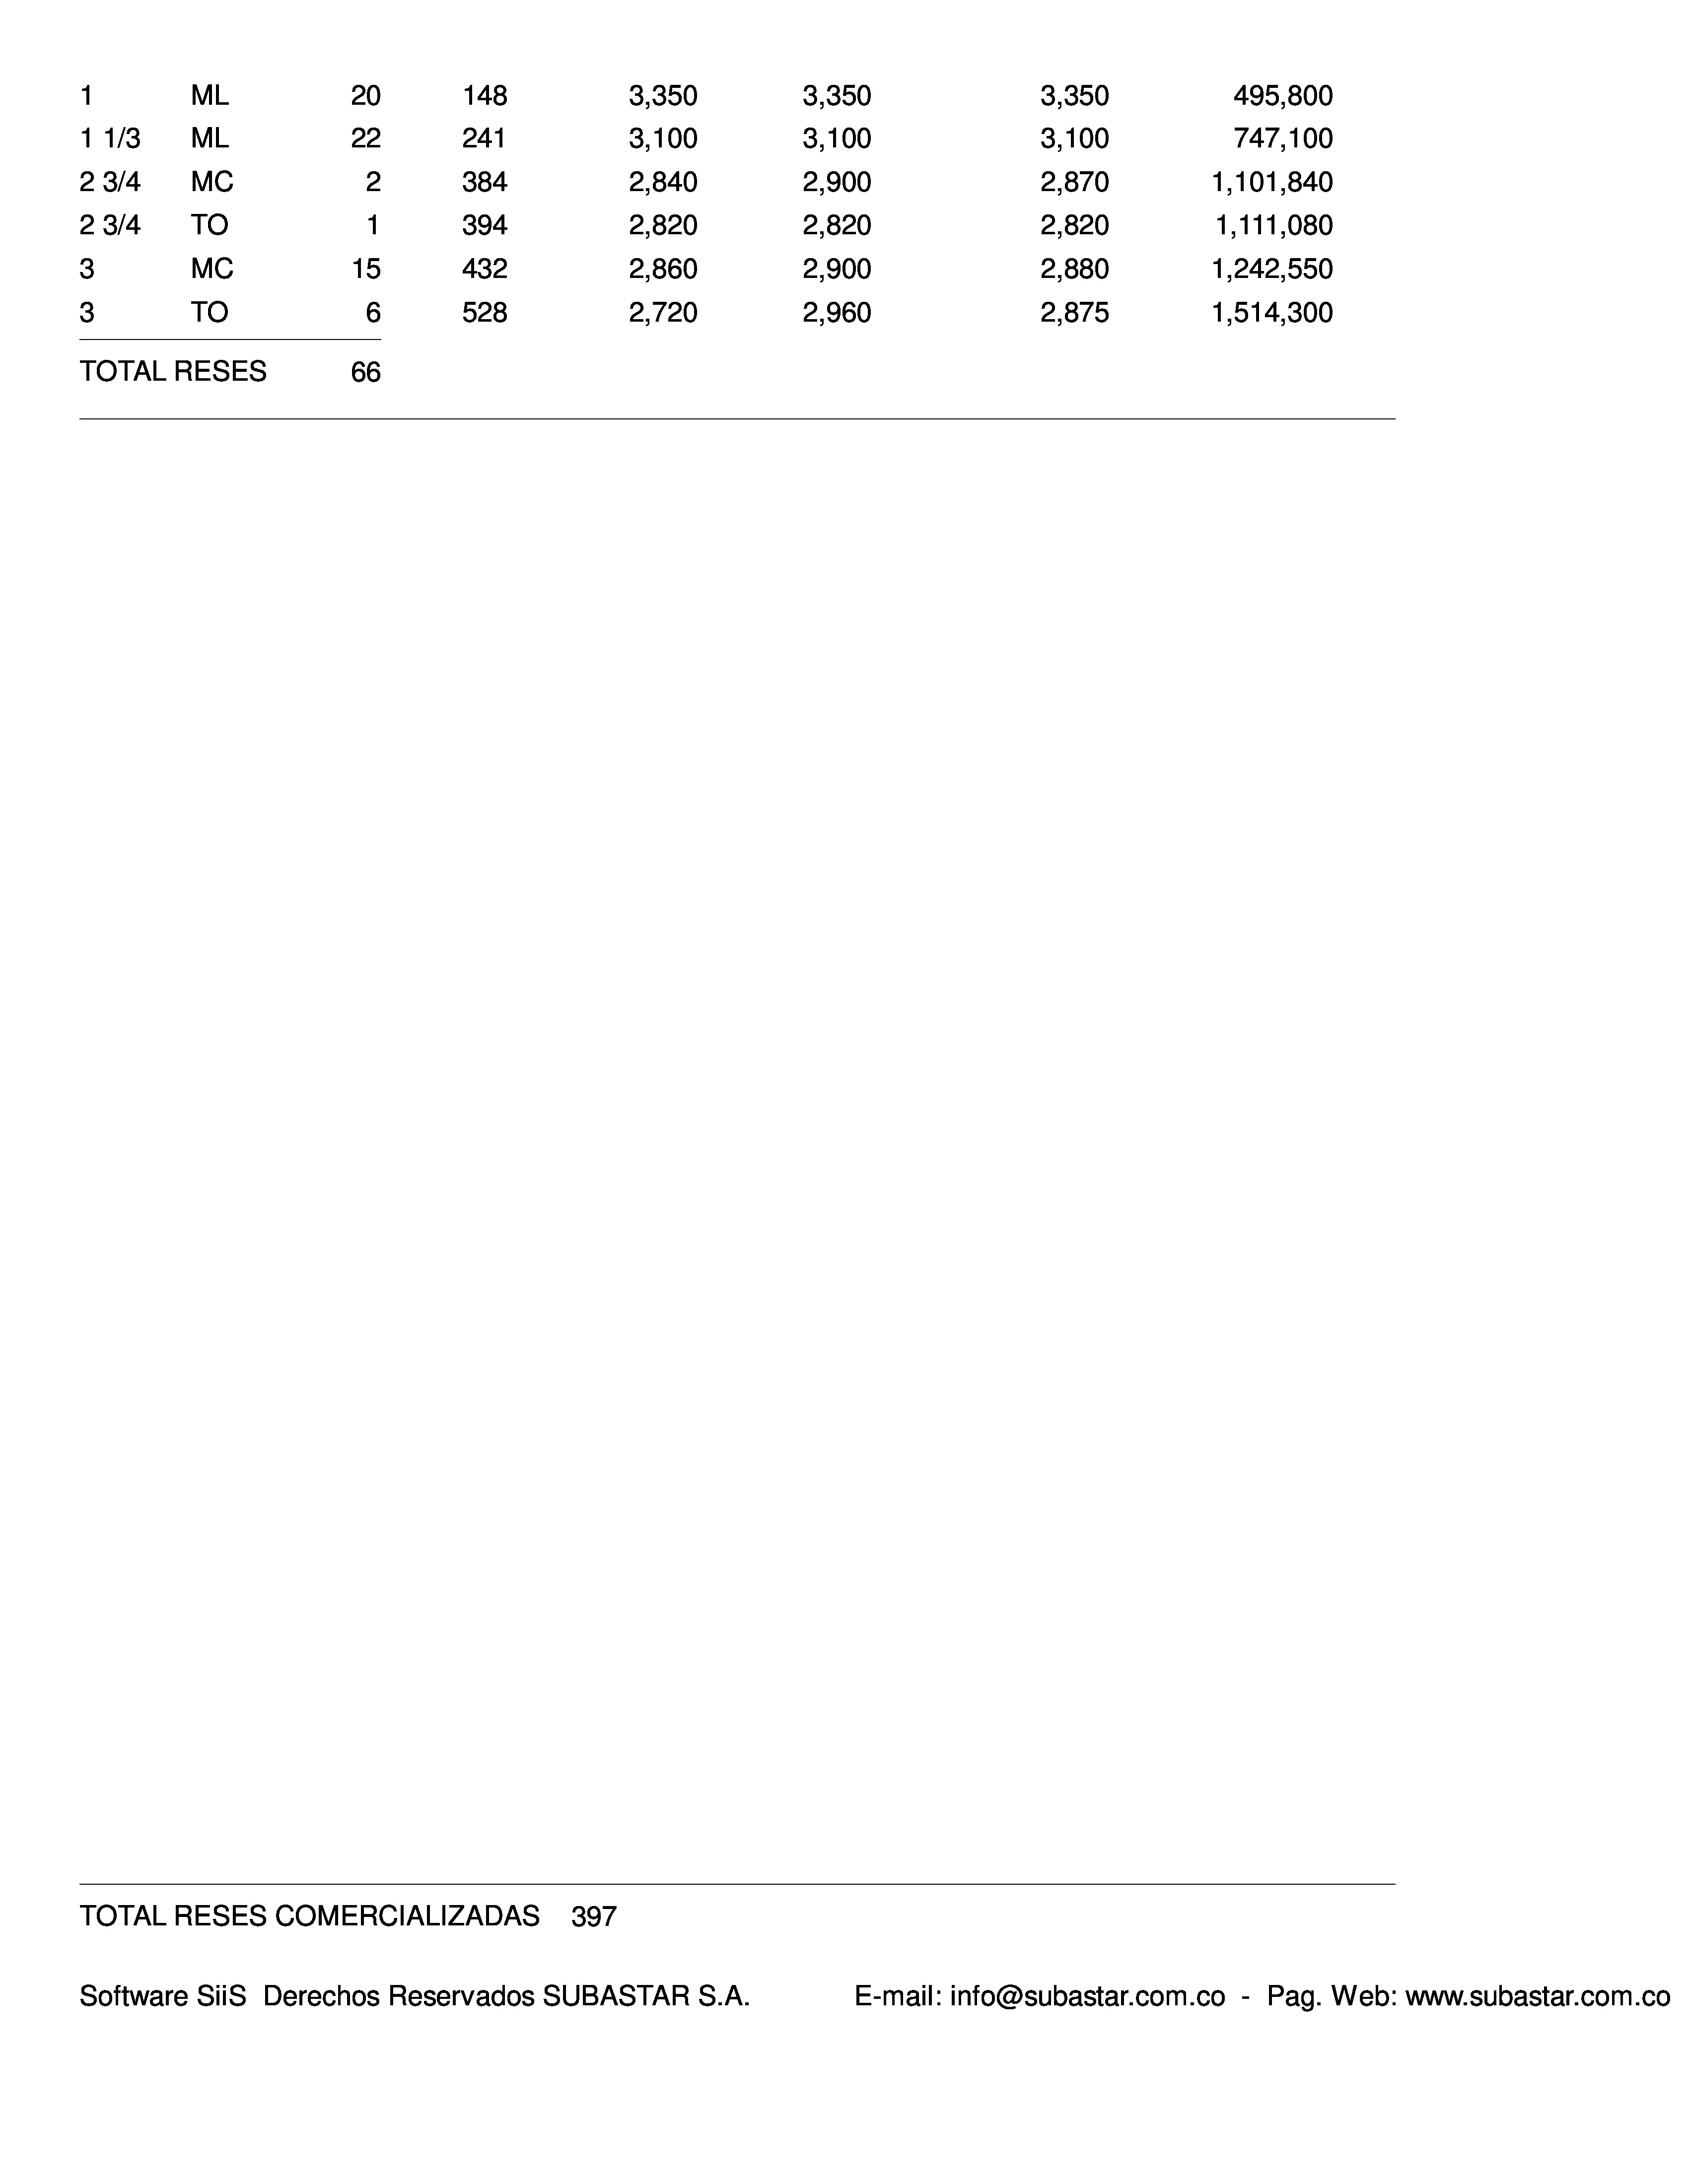 1 ML 20 148 3,350 3,350 3,350 495,800
1 1/3 ML 22 241 3,100 3,100 3,100 747,100
2 3/4 MC 2 384 2,840 2,900 2,870 1,101,840
2 3/4 TO 1 394 2,820 2,820 2,820 1,111,080
3 MC 15 432 2,860 2,900 2,880 1,242,550
3 TO 6 528 2,720 2,960 2,875 1,514,300
TOTAL RESES 66
TOTAL RESES COMERCIALIZADAS 397
Software SiiS Derechos Reservados SUBASTAR S.A. E-mail: info@subastar.com.co - Pag. Web: www.subastar.com.co